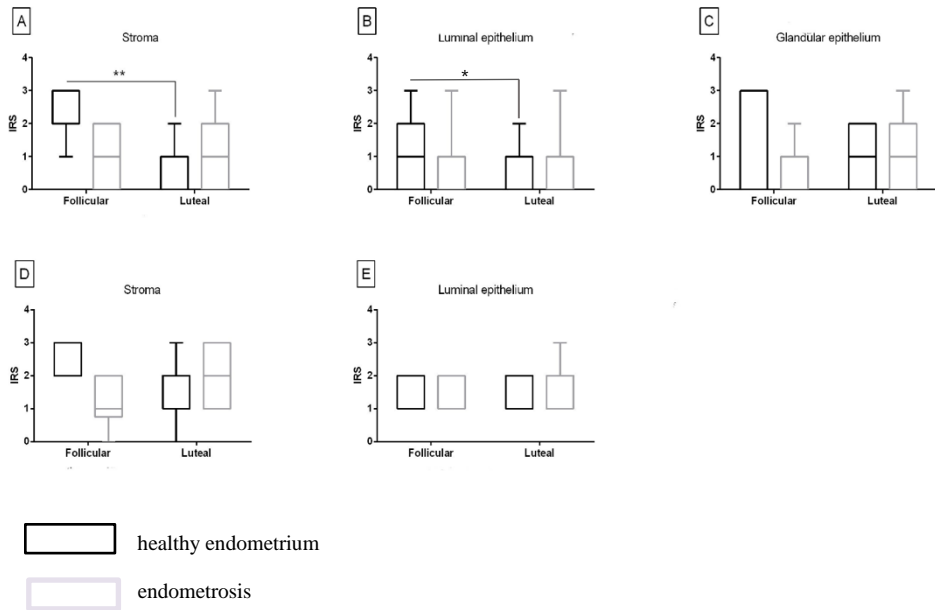 A
Stroma
**
IRS
4
3
2
1
0
Follicular Luteal
B
Luminal epithelium
*
IRS
4
3
2
1
0
Follicular Luteal
C
Glandular epithelium
IRS
4
3
2
1
0
Follicular Luteal
D
Stroma
IRS
4
3
2
1
0
Follicular Luteal
E
Luminal epithelium
IRS
4
3
2
1
0
Follicular Luteal
healthy endometrium
endometrosis